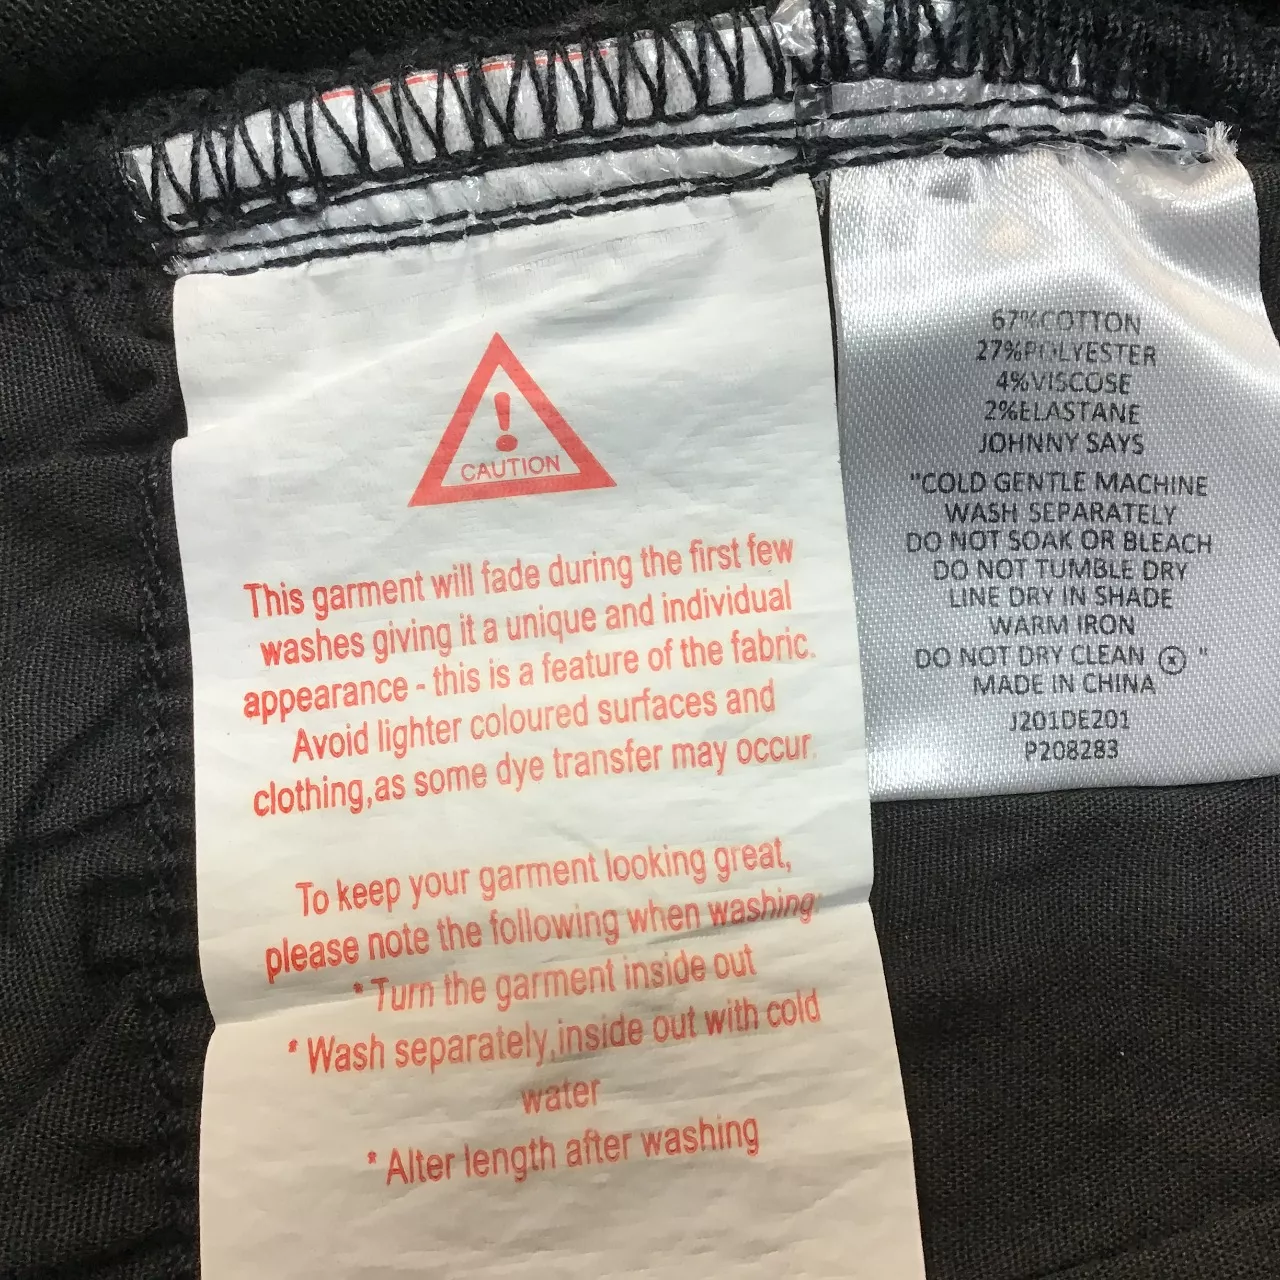 CAUTION
This garment will fade during the first few
washes giving it a unique and individual
appearance - this is a feature of the fabric.
Avoid lighter coloured surfaces and
clothing,as some dye transfer may occur.
To keep your garment looking great,
please note the following when washing:
* Turn the garment inside out
* Wash separately,inside out with cold
water
* Alter length after washing
67%COTTON
27%POLYESTER
4%VISCOSE
2%ELASTANE
JOHNNY SAYS
"COLD GENTLE MACHINE
WASH SEPARATELY
DO NOT SOAK OR BLEACH
DO NOT TUMBLE DRY
LINE DRY IN SHADE
WARM IRON
DO NOT DRY CLEAN ⓧ "
MADE IN CHINA
J201DE201
P208283